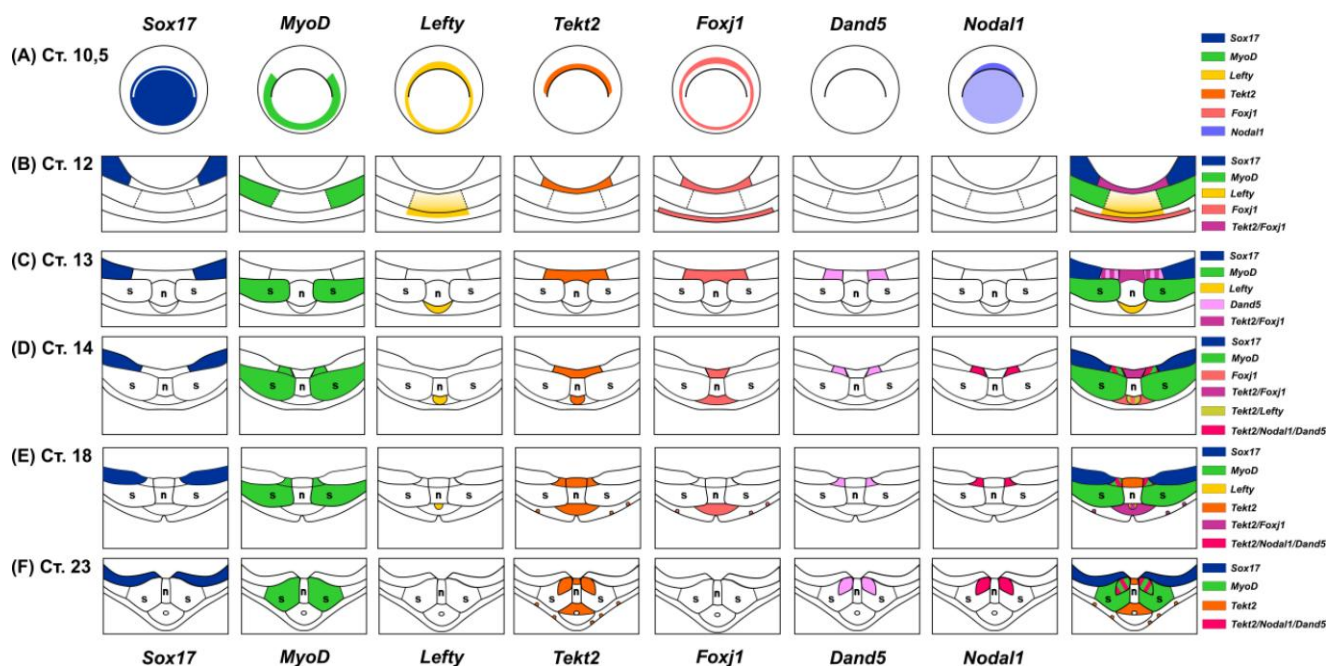 Sox17 MyoD Lefty Tekt2 Foxj1 Dand5 Nodal1
(A) Ст. 10,5
Sox17
MyoD
Lefty
Tekt2
Foxj1
Nodal1
(B) Ст. 12
Sox17
MyoD
Lefty
Foxj1
Tekt2/Foxj1
(C) Ст. 13
s n s s n s s n s s n s s n s s n s s n s s n s
Sox17
MyoD
Lefty
Dand5
Tekt2/Foxj1
(D) Ст. 14
s n s s n s s n s s n s s n s s n s s n s s n s
Sox17
MyoD
Foxj1
Tekt2/Foxj1
Tekt2/Lefty
Tekt2/Nodal1/Dand5
(E) Ст. 18
s n s s n s s n s s n s s n s s n s s n s s n s
Sox17
MyoD
Lefty
Tekt2
Tekt2/Foxj1
Tekt2/Nodal1/Dand5
(F) Ст. 23
s n s s n s s n s s n s s n s s n s s n s s n s
Sox17
MyoD
Tekt2
Tekt2/Nodal1/Dand5
Sox17 MyoD Lefty Tekt2 Foxj1 Dand5 Nodal1